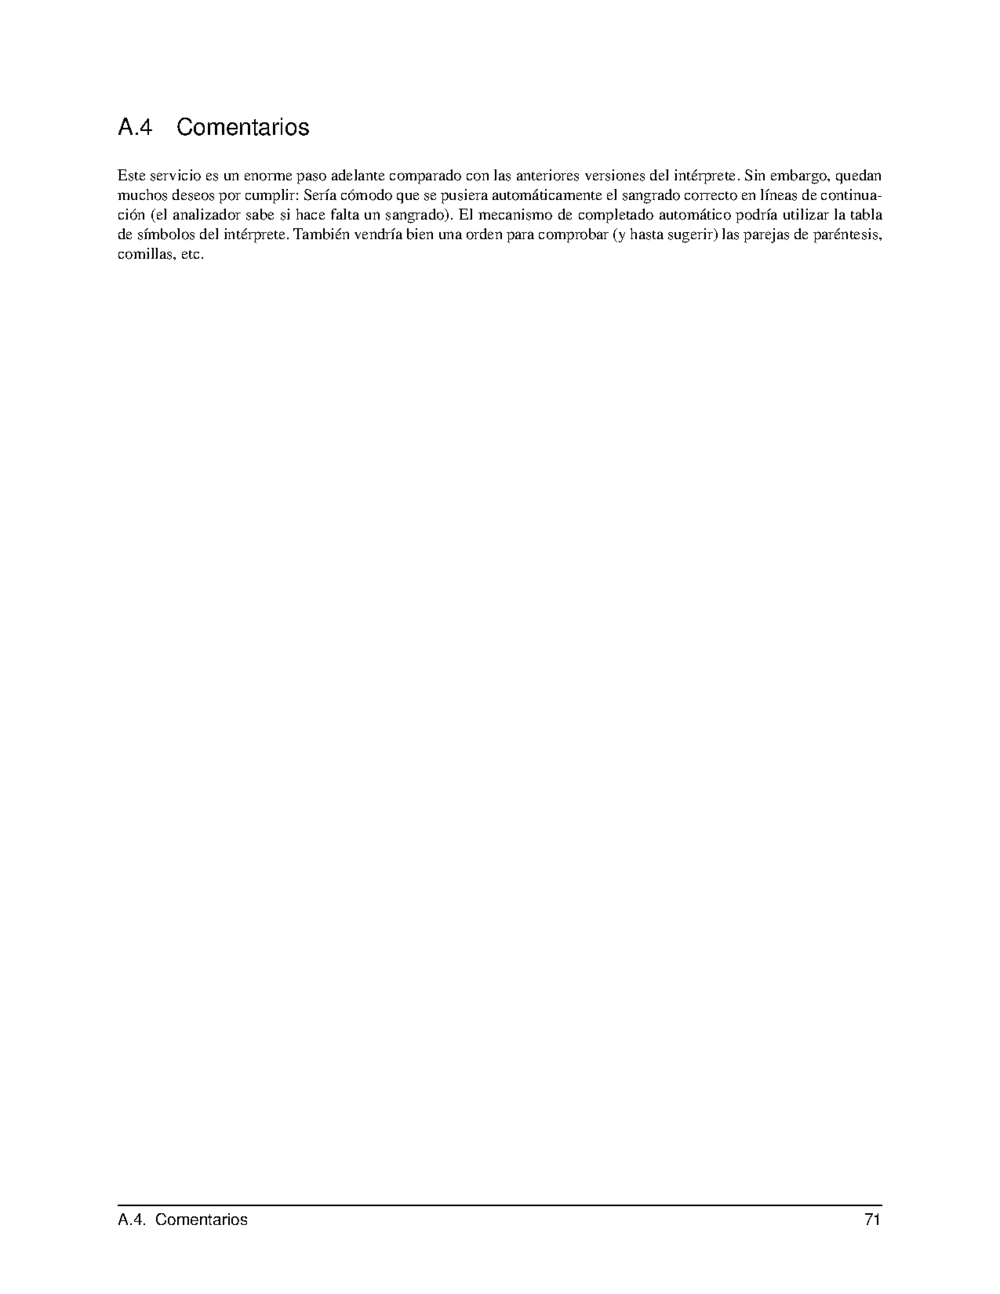 A.4 Comentarios
Este servicio es un enorme paso adelante comparado con las anteriores versiones del intérprete. Sin embargo, quedan
muchos deseos por cumplir: Sería cómodo que se pusiera automáticamente el sangrado correcto en líneas de continua-
ción (el analizador sabe si hace falta un sangrado). El mecanismo de completado automático podría utilizar la tabla
de símbolos del intérprete. También vendría bien una orden para comprobar (y hasta sugerir) las parejas de paréntesis,
comillas, etc.
A.4. Comentarios 71